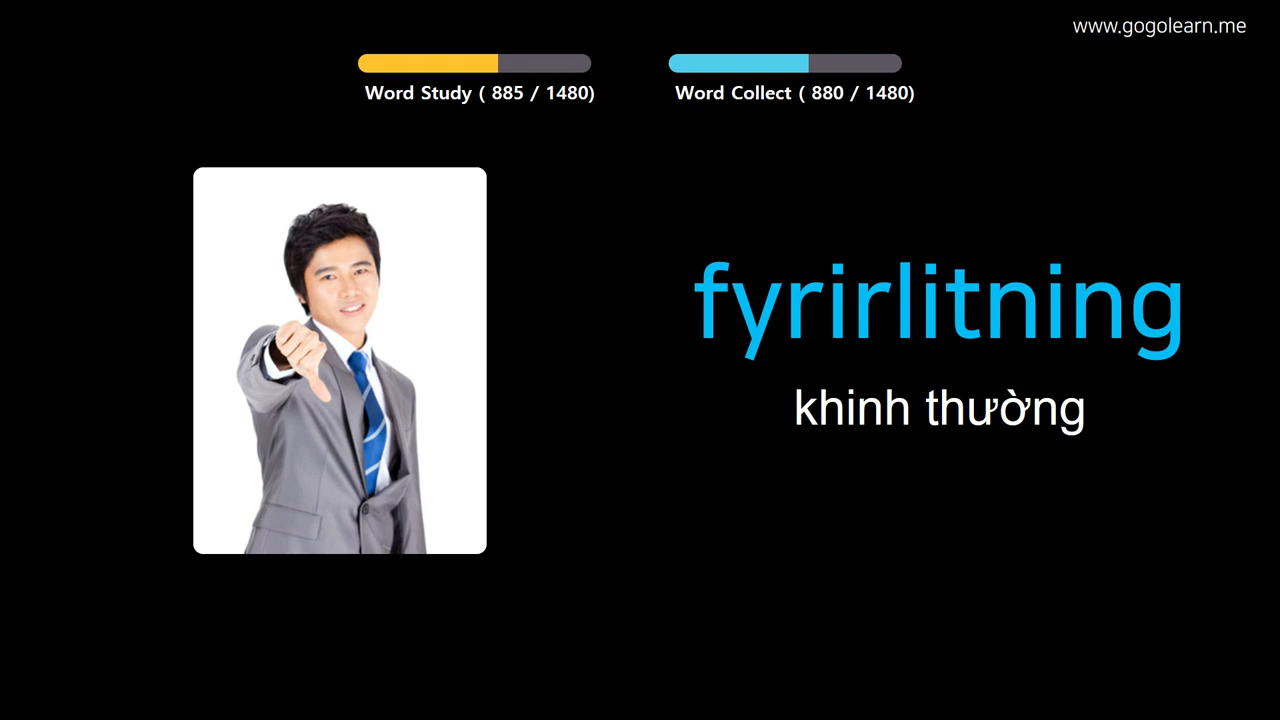 www.gogolearn.me
Word Study ( 885 / 1480)
Word Collect ( 880 / 1480)
fyrirlitning
khinh thường